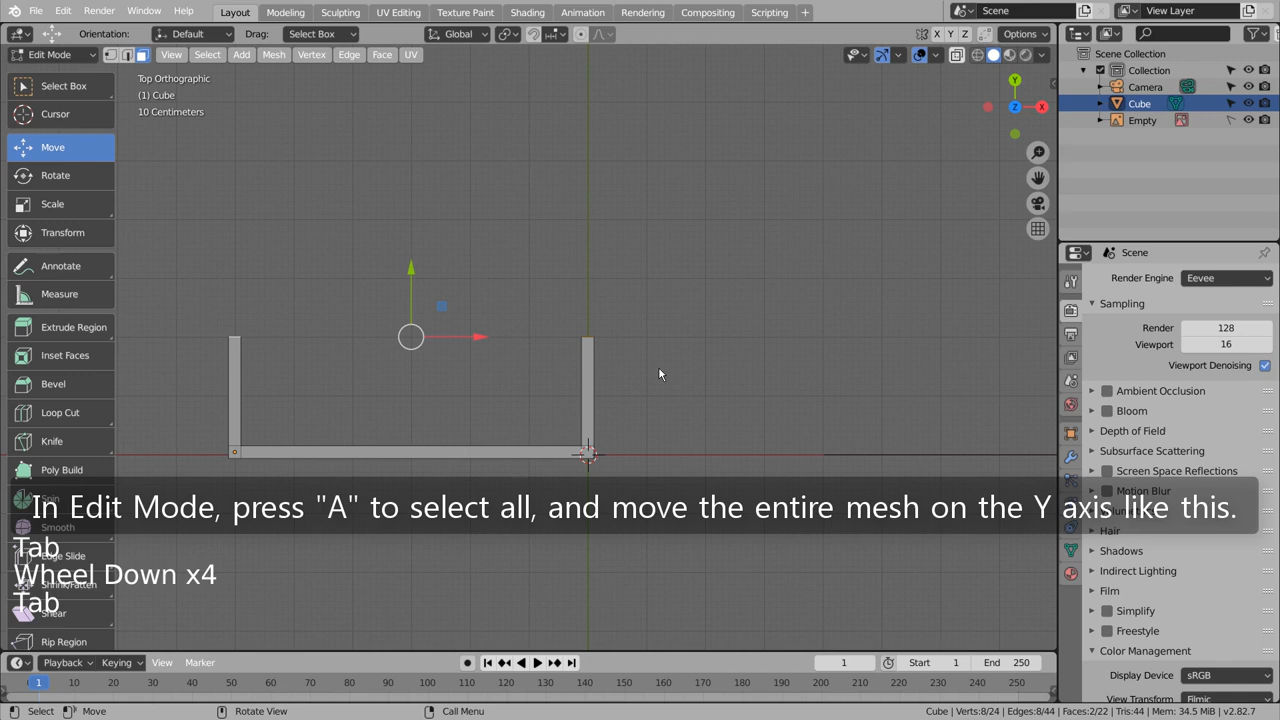 File Edit Render Window Help
Layout Modeling Sculpting UV Editing Texture Paint Shading Animation Rendering Compositing Scripting +
Scene View Layer
Orientation: Default Drag: Select Box Global X Y Z Options
Edit Mode View Select Add Mesh Vertex Edge Face UV
Scene Collection
Collection
Camera
Cube
Empty
Top Orthographic
(1) Cube
10 Centimeters
Y
Z X
Select Box
Cursor
Move
Rotate
Scale
Transform
Annotate
Measure
Extrude Region
Inset Faces
Bevel
Loop Cut
Knife
Poly Build
Spin
Smooth
Edge Slide
Shrink/Fatten
Shear
Rip Region
In Edit Mode, press "A" to select all, and move the entire mesh on the Y axis like this.
Tab
Wheel Down x4
Tab
Scene
Render Engine Eevee
Sampling
Render 128
Viewport 16
Viewport Denoising
Ambient Occlusion
Bloom
Depth of Field
Subsurface Scattering
Screen Space Reflections
Motion Blur
Hair
Shadows
Indirect Lighting
Film
Simplify
Freestyle
Color Management
Display Device sRGB
View Transform Filmic
Playback Keying View Marker 1 Start 1 End 250
1 10 20 30 40 50 60 70 80 90 100 110 120 130 140 150 160 170 180 190 200 210 220 230 240 250
Select Move Rotate View Call Menu Cube | Verts:8/24 | Edges:8/44 | Faces:2/22 | Tris:44 | Mem: 34.5 MiB | v2.82.7